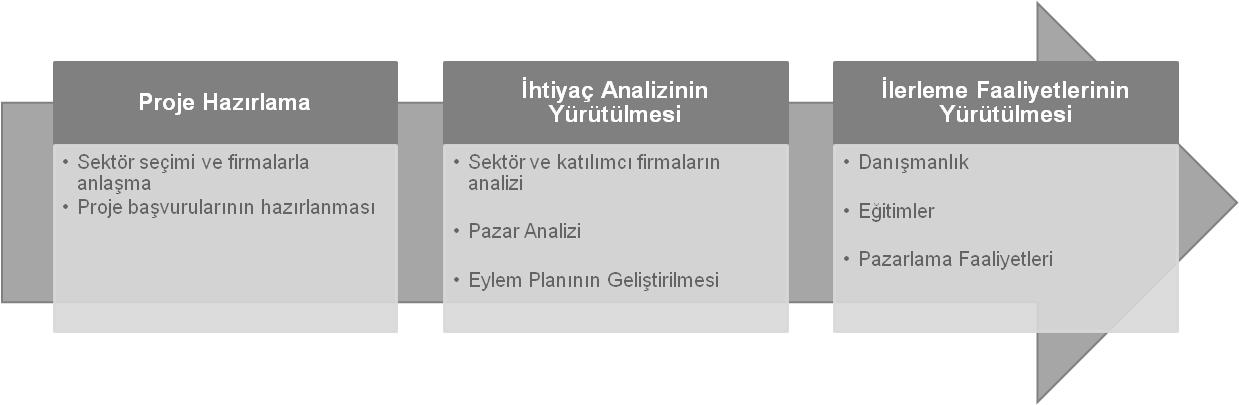 Proje Hazırlama
• Sektör seçimi ve firmalarla
anlaşma
• Proje başvurularının hazırlanması
İhtiyaç Analizinin
Yürütülmesi
• Sektör ve katılımcı firmaların
analizi
• Pazar Analizi
• Eylem Planının Geliştirilmesi
İlerleme Faaliyetlerinin
Yürütülmesi
• Danışmanlık
• Eğitimler
• Pazarlama Faaliyetleri